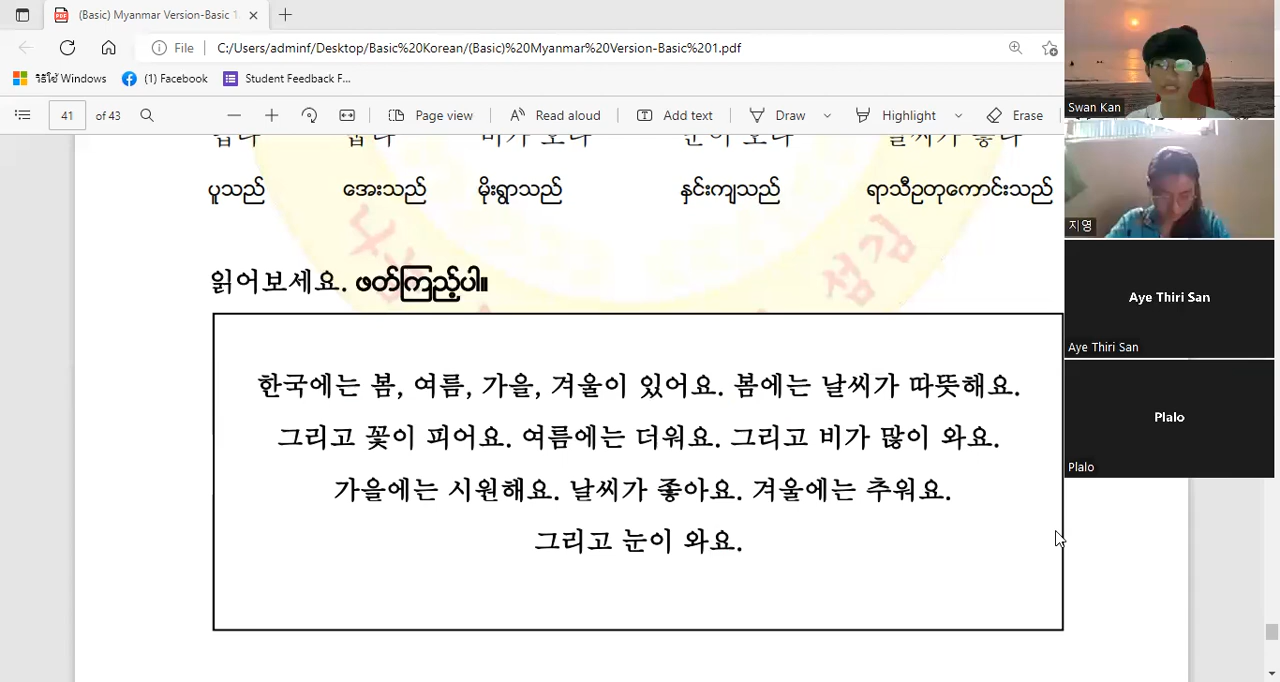 (Basic) Myanmar Version-Basic 1
File C:/Users/adminf/Desktop/Basic%20Korean/(Basic)%20Myanmar%20Version-Basic%201.pdf
วิธีใช้ Windows (1) Facebook Student Feedback F...
41 of 43 Page view Read aloud Add text Draw Highlight Erase
ပူသည် အေးသည် မိုးရွာသည် နှင်းကျသည် ရာသီဥတုကောင်းသည်
섬김
읽어보세요. ဖတ်ကြည့်ပါ။
한국에는 봄, 여름, 가을, 겨울이 있어요. 봄에는 날씨가 따뜻해요.
그리고 꽃이 피어요. 여름에는 더워요. 그리고 비가 많이 와요.
가을에는 시원해요. 날씨가 좋아요. 겨울에는 추워요.
그리고 눈이 와요.
Swan Kan
지영
Aye Thiri San
Aye Thiri San
Plalo
Plalo